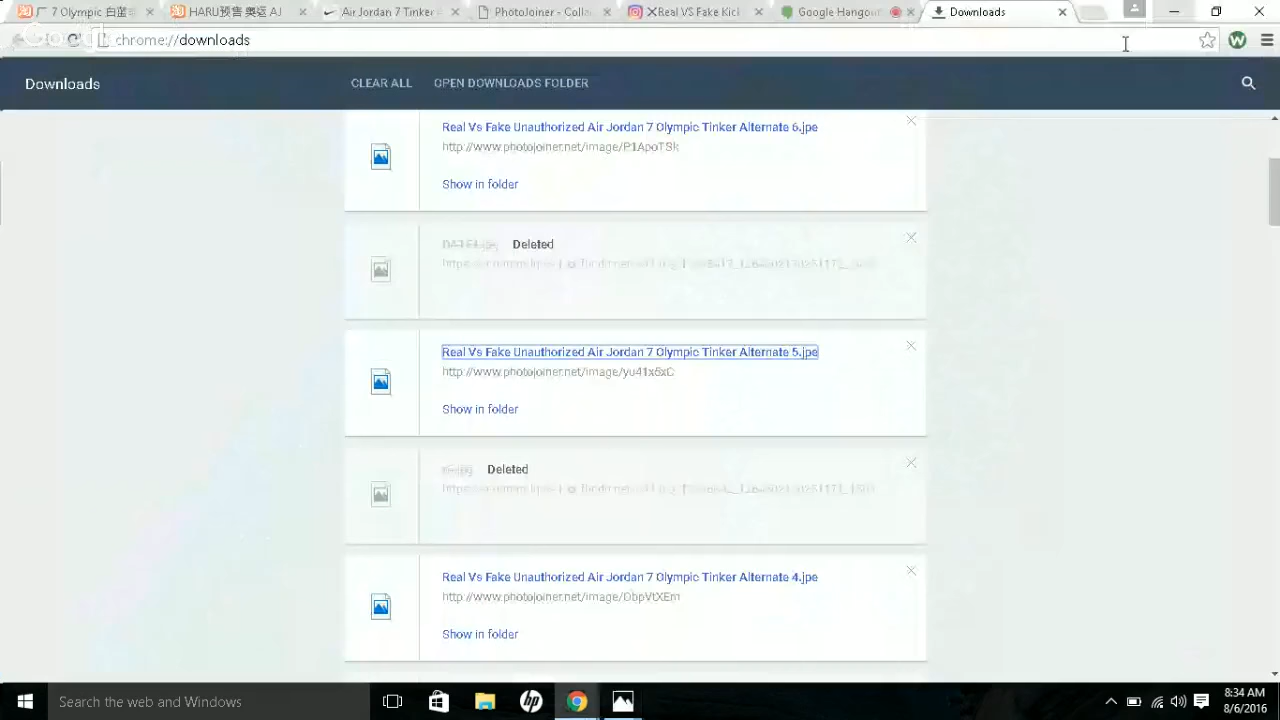 厂 7 Olympic 白蓝
HARU预售 奧运 AJ
Air Jordan 7 Tinker
PhotoJoiner - Colla
✕Real VS Fake Kicl
Google Hangout
Downloads
chrome://downloads
Downloads
CLEAR ALL
OPEN DOWNLOADS FOLDER
Real Vs Fake Unauthorized Air Jordan 7 Olympic Tinker Alternate 6.jpe
http://www.photojoiner.net/image/P1ApoTSk
Show in folder
Deleted
Real Vs Fake Unauthorized Air Jordan 7 Olympic Tinker Alternate 5.jpe
http://www.photojoiner.net/image/yu41x6xC
Show in folder
Deleted
Real Vs Fake Unauthorized Air Jordan 7 Olympic Tinker Alternate 4.jpe
http://www.photojoiner.net/image/DbpVtXEm
Show in folder
Search the web and Windows
8:34 AM
8/6/2016